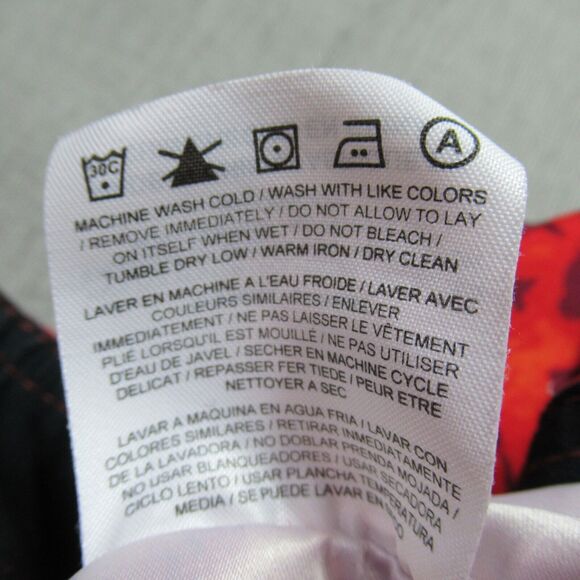 30C
A
MACHINE WASH COLD / WASH WITH LIKE COLORS
/ REMOVE IMMEDIATELY / DO NOT ALLOW TO LAY
ON ITSELF WHEN WET / DO NOT BLEACH /
TUMBLE DRY LOW / WARM IRON / DRY CLEAN
LAVER EN MACHINE A L'EAU FROIDE / LAVER AVEC
COULEURS SIMILAIRES / ENLEVER
IMMEDIATEMENT / NE PAS LAISSER LE VÊTEMENT
PLIÉ LORSQU'IL EST MOUILLÉ / NE PAS UTILISER
D'EAU DE JAVEL / SECHER EN MACHINE CYCLE
DELICAT / REPASSER FER TIEDE / PEUR ETRE
NETTOYER A SEC
LAVAR A MAQUINA EN AGUA FRIA / LAVAR CON
COLORES SIMILARES / RETIRAR INMEDIATAMENTE
DE LA LAVADORA / NO DOBLAR PRENDA MOJADA /
NO USAR BLANQUEADORES / USAR SECADORA
CICLO LENTO / USAR PLANCHA TEMPERATURA
MEDIA / SE PUEDE LAVAR EN